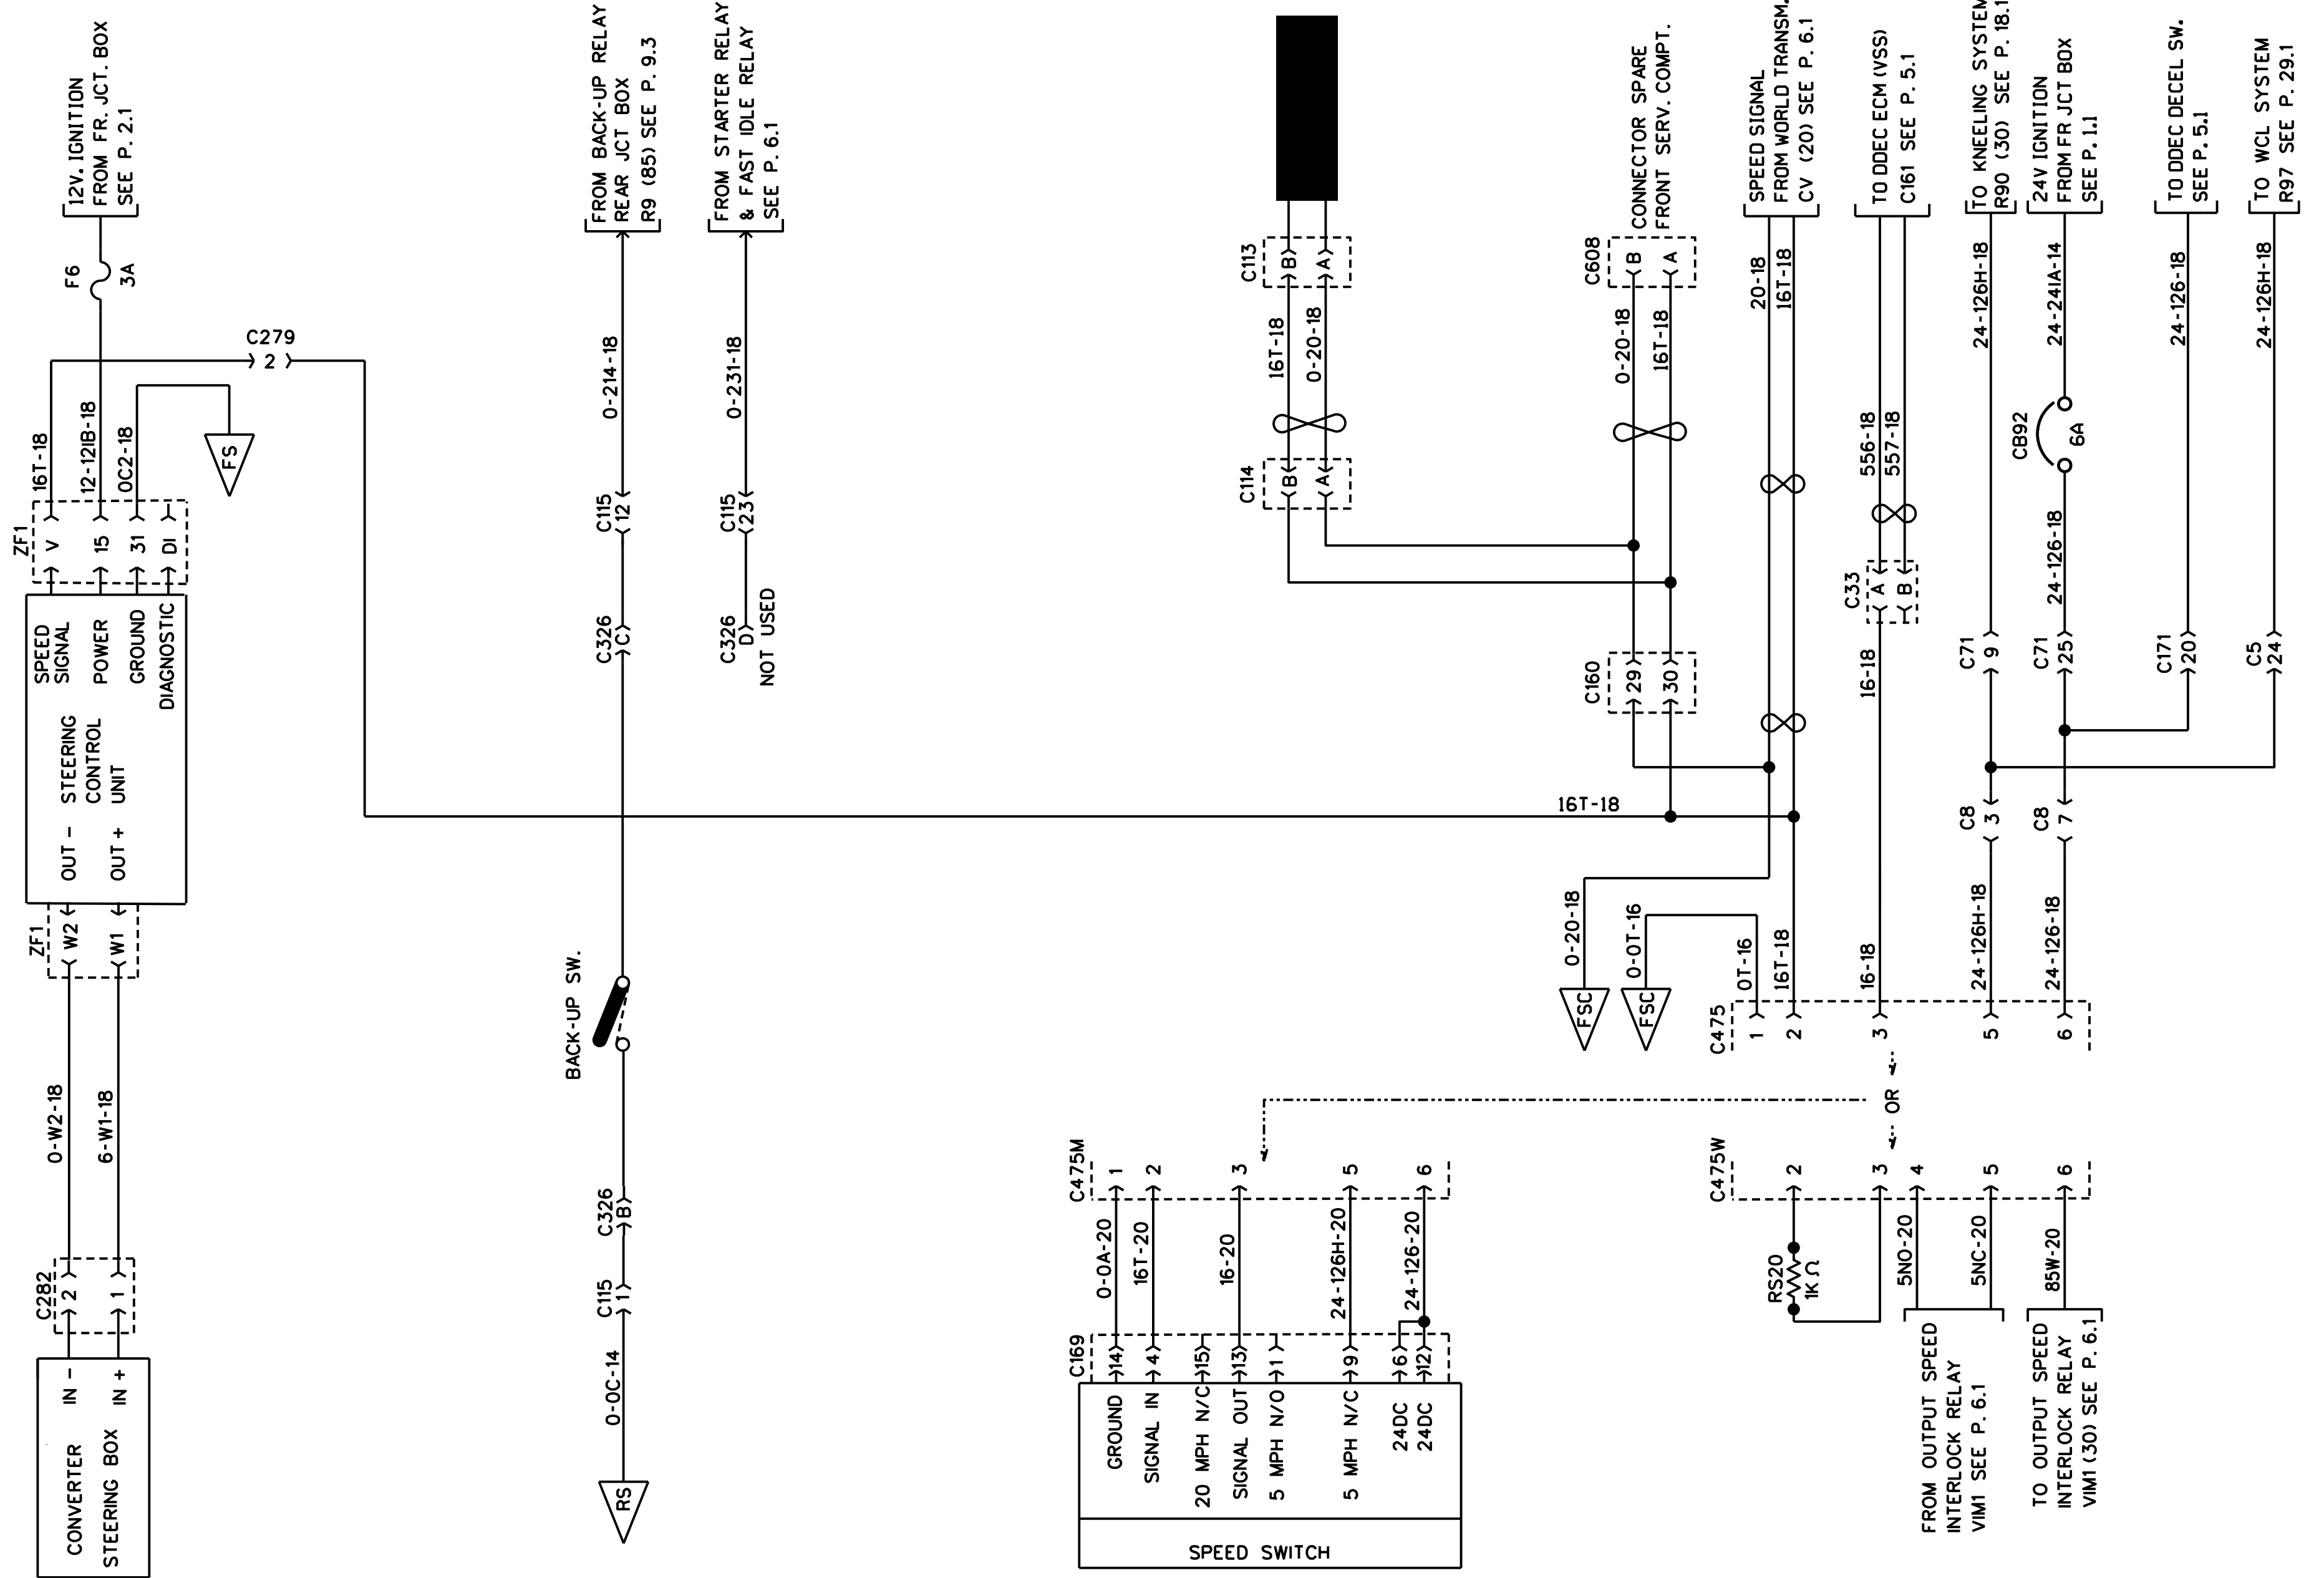 12V. IGNITION
FROM FR. JCT. BOX
SEE P. 2.1
F6
3A
C279
2
16T-18
12-12IB-18
0C2-18
FS
ZF1
V
15
31
DI
SPEED
SIGNAL
POWER
GROUND
DIAGNOSTIC
STEERING
CONTROL
UNIT
OUT -
OUT +
ZF1
W2
W1
0-W2-18
6-W1-18
C282
2
1
IN -
IN +
CONVERTER
STEERING BOX
FROM BACK-UP RELAY
REAR JCT BOX
R9 (85) SEE P. 9.3
0-214-18
C115
12
C326
C
BACK-UP SW.
C326
B
C115
1
0-0C-14
RS
FROM STARTER RELAY
& FAST IDLE RELAY
SEE P. 6.1
0-231-18
C115
23
C326
D
NOT USED
C113
B
A
16T-18
0-20-18
C114
B
A
CONNECTOR SPARE
FRONT SERV. COMPT.
C608
B
A
0-20-18
16T-18
C160
29
30
16T-18
SPEED SIGNAL
FROM WORLD TRANSM.
CV (20) SEE P. 6.1
20-18
16T-18
0-20-18
FSC
0-0T-16
FSC
0T-16
16T-18
TO DDEC ECM (VSS)
C161 SEE P. 5.1
556-18
557-18
C33
A
B
16-18
16-18
TO KNEELING SYSTEM
R90 (30) SEE P. 18.1
24-126H-18
C71
9
C8
3
24-126H-18
24V IGNITION
FROM FR JCT BOX
SEE P. 1.1
24-24IA-14
CB92
6A
24-126-18
C71
25
C8
7
24-126-18
TO DDEC DECEL SW.
SEE P. 5.1
24-126-18
C171
20
TO WCL SYSTEM
R97 SEE P. 29.1
24-126H-18
C5
24
C475
1
2
3
5
6
OR
C475M
1
2
3
5
6
0-0A-20
16T-20
16-20
24-126H-20
24-126-20
C169
14
4
15
13
1
9
6
12
GROUND
SIGNAL IN
20 MPH N/C
SIGNAL OUT
5 MPH N/O
5 MPH N/C
24DC
24DC
SPEED SWITCH
C475W
2
3
4
5
6
RS20
1K Ω
5NO-20
5NC-20
85W-20
FROM OUTPUT SPEED
INTERLOCK RELAY
VIM1 SEE P. 6.1
TO OUTPUT SPEED
INTERLOCK RELAY
VIM1 (30) SEE P. 6.1